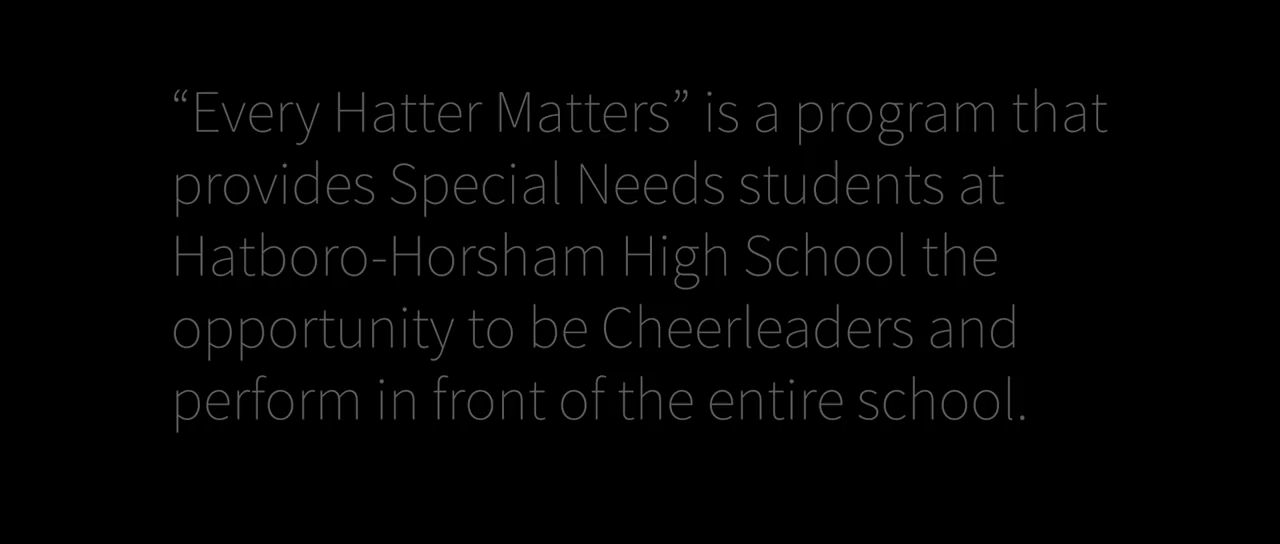 “Every Hatter Matters” is a program that
provides Special Needs students at
Hatboro-Horsham High School the
opportunity to be Cheerleaders and
perform in front of the entire school.